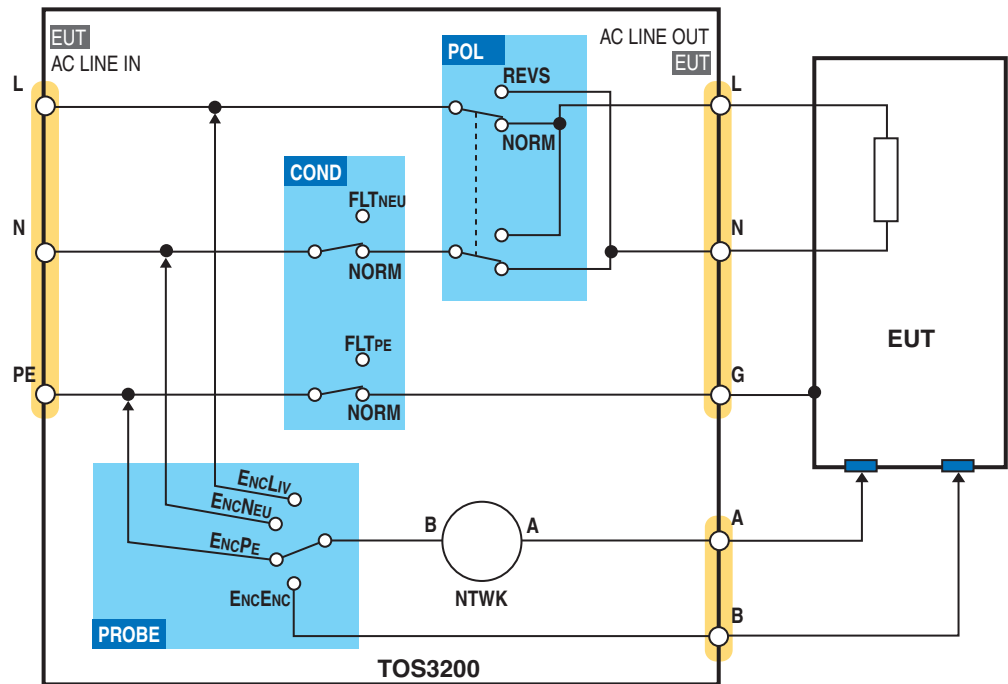 EUT
AC LINE IN
AC LINE OUT
EUT
POL
REVS
L
L
NORM
COND
FLTNEU
N
N
NORM
EUT
FLTPE
PE
G
NORM
ENCLIV
ENCNEU
ENCPE
B
A
A
ENCENC
NTWK
B
PROBE
TOS3200